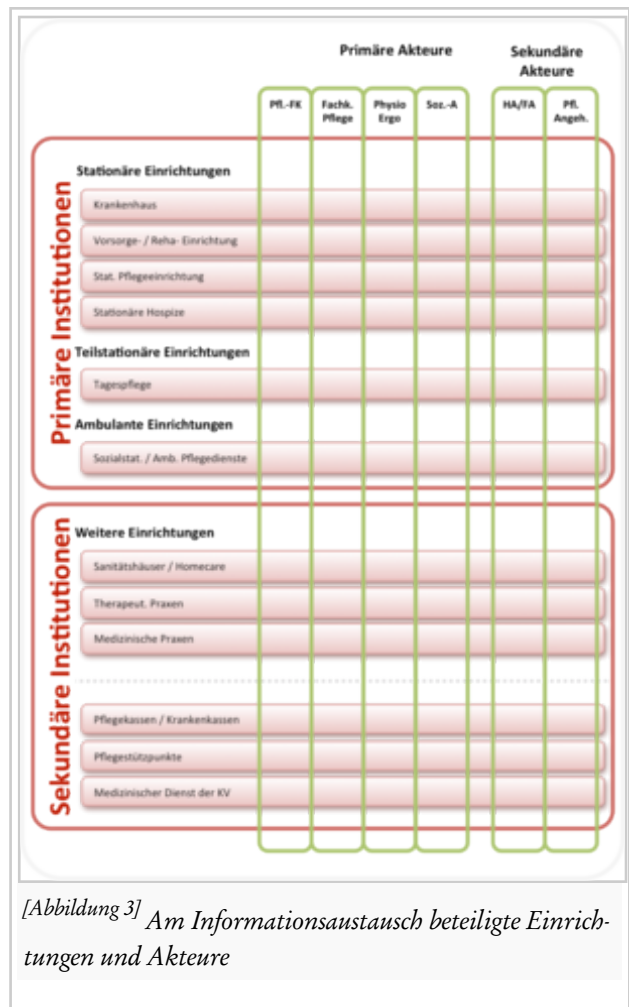 Primäre Akteure
Sekundäre
Akteure
Pfl.-FK
Fachk.
Pflege
Physio
Ergo
Soz.-A
HA/FA
Pfl.
Angeh.
Primäre Institutionen
Stationäre Einrichtungen
Krankenhaus
Vorsorge- / Reha- Einrichtung
Stat. Pflegeeinrichtung
Stationäre Hospize
Teilstationäre Einrichtungen
Tagespflege
Ambulante Einrichtungen
Sozialstat. / Amb. Pflegedienste
Sekundäre Institutionen
Weitere Einrichtungen
Sanitätshäuser / Homecare
Therapeut. Praxen
Medizinische Praxen
Pflegekassen / Krankenkassen
Pflegestützpunkte
Medizinischer Dienst der KV
[Abbildung 3] Am Informationsaustausch beteiligte Einrich-
tungen und Akteure